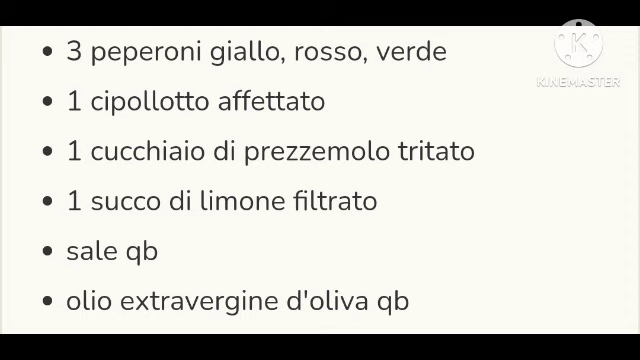 3 peperoni giallo, rosso, verde
1 cipollotto affettato
1 cucchiaio di prezzemolo tritato
1 succo di limone filtrato
sale qb
olio extravergine d'oliva qb
K
KINEMASTER